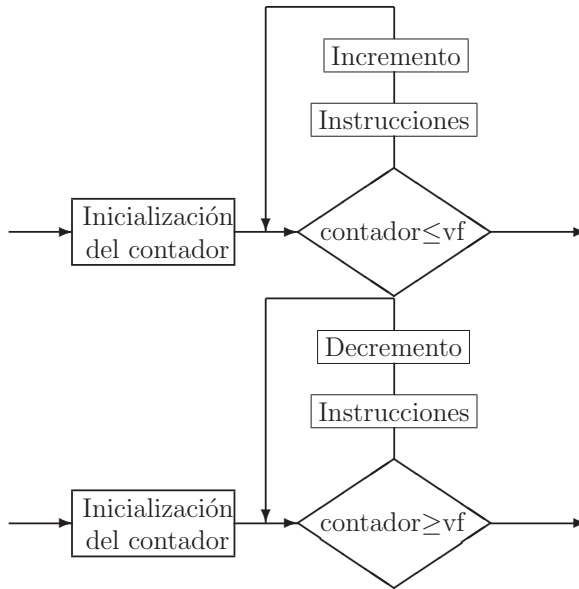 Incremento
Instrucciones
Inicialización
del contador
contador≤vf
Decremento
Instrucciones
Inicialización
del contador
contador≥vf